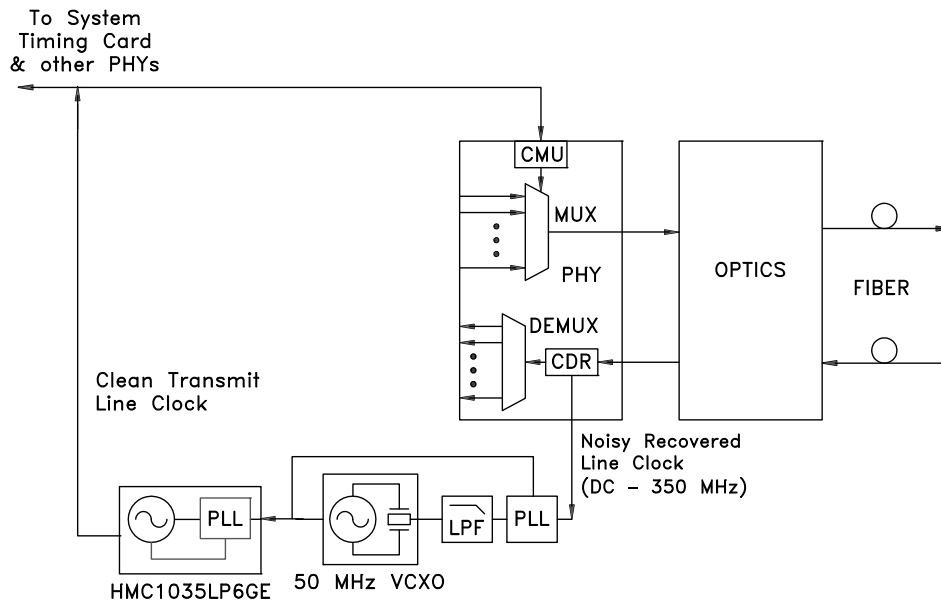 To System
Timing Card
& other PHYs
CMU
MUX
PHY
OPTICS
FIBER
DEMUX
CDR
Clean Transmit
Line Clock
Noisy Recovered
Line Clock
(DC – 350 MHz)
PLL
LPF
PLL
HMC1035LP6GE
50 MHz VCXO